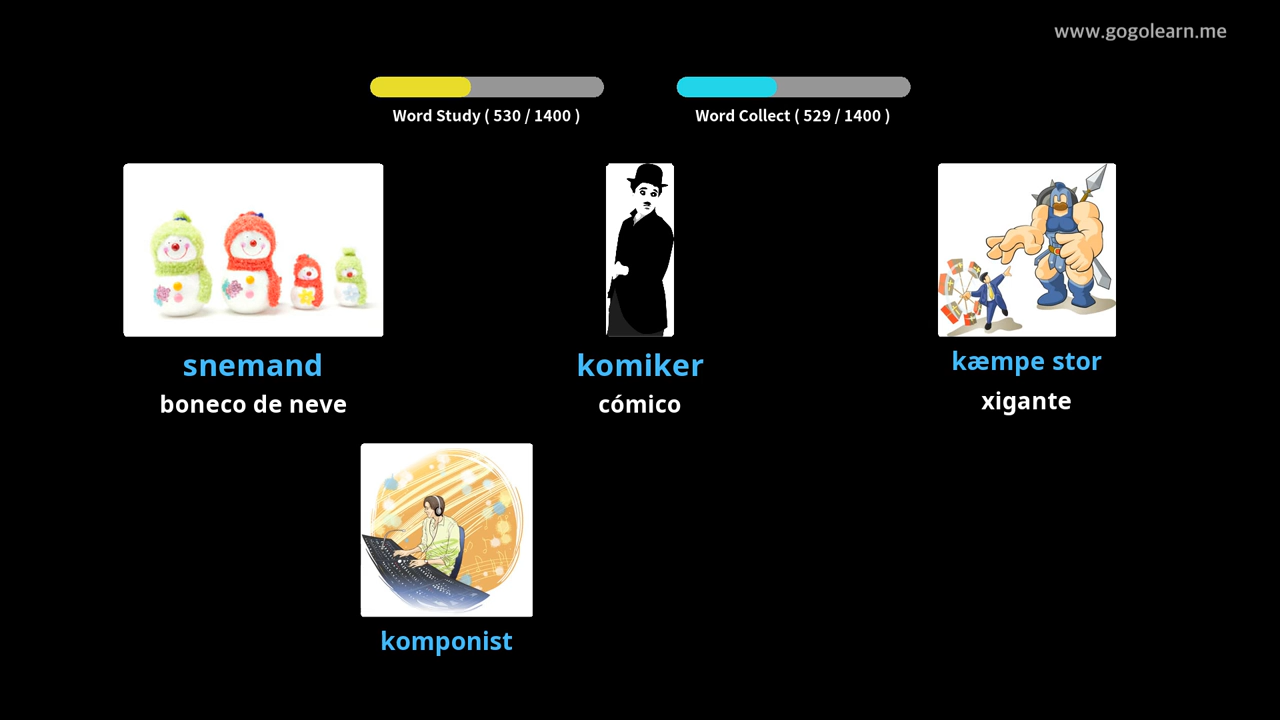 www.gogolearn.me
Word Study ( 530 / 1400 )
Word Collect ( 529 / 1400 )
snemand
boneco de neve
komiker
cómico
kæmpe stor
xigante
komponist